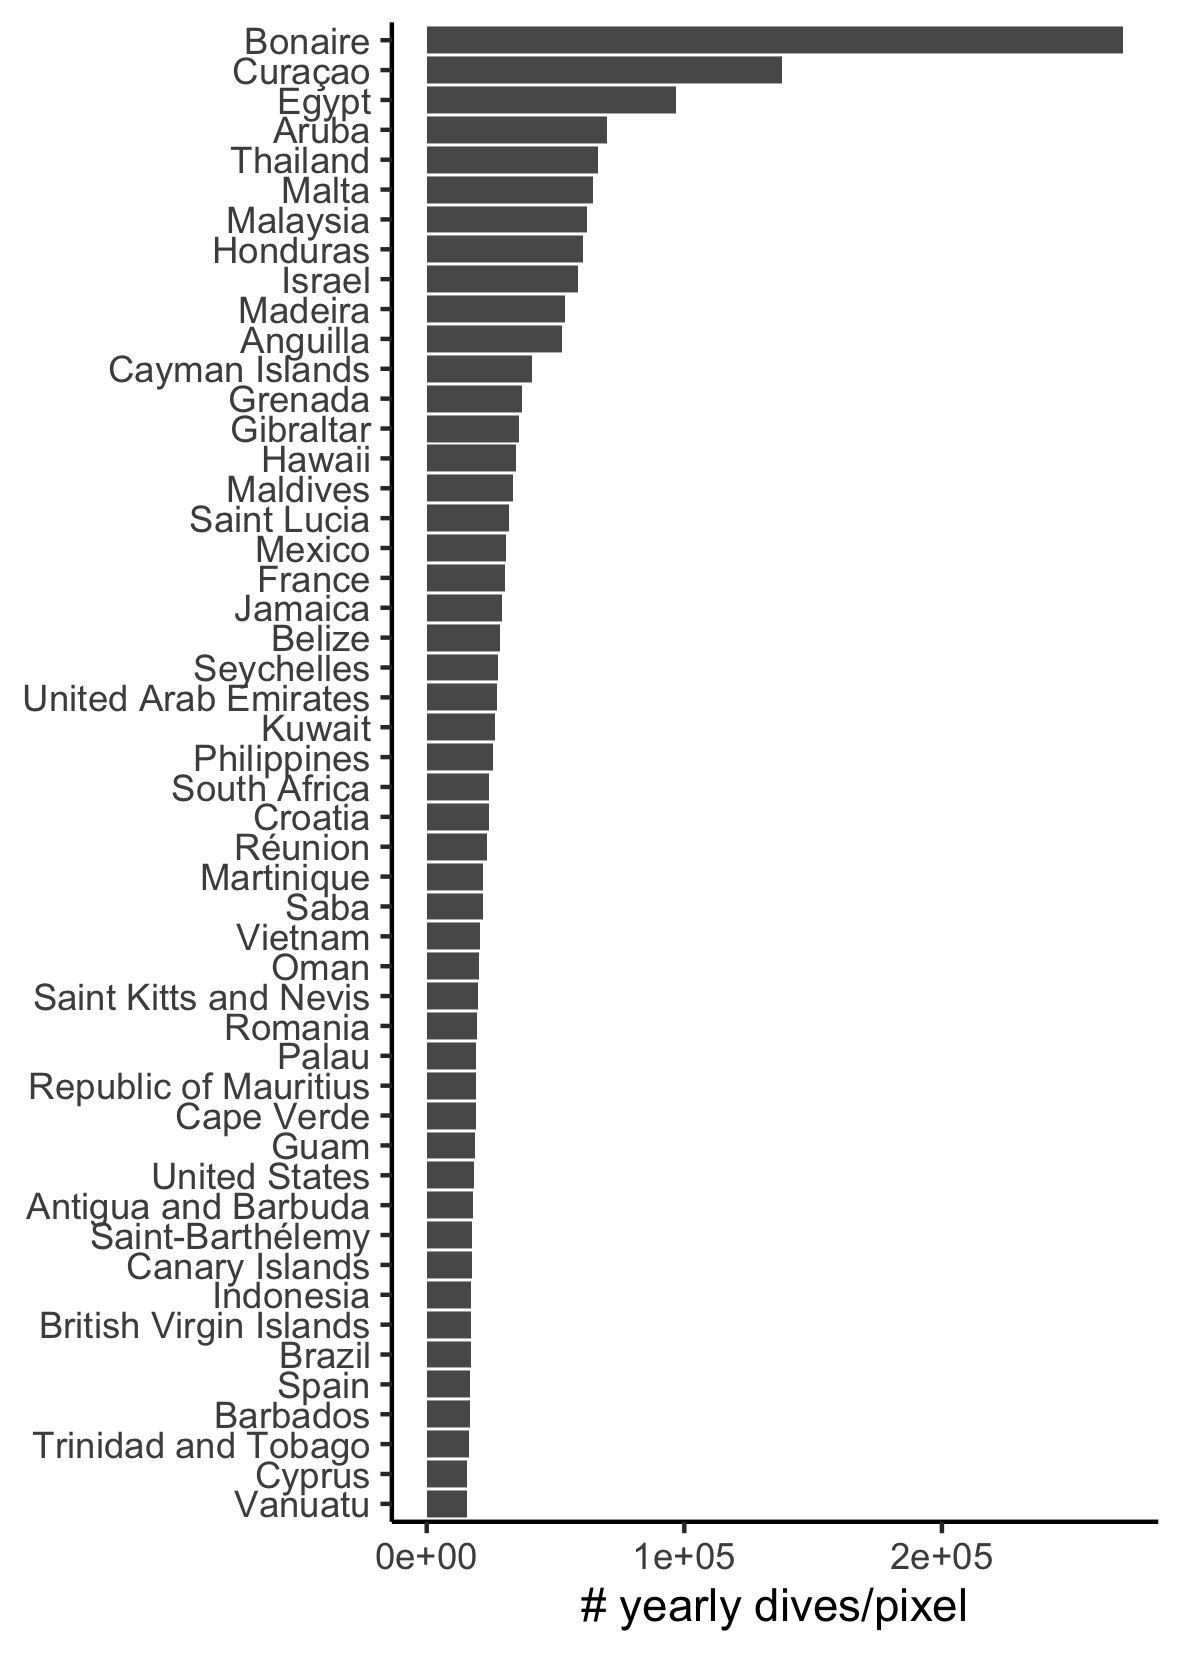 Bonaire
Curaçao
Egypt
Aruba
Thailand
Malta
Malaysia
Honduras
Israel
Madeira
Anguilla
Cayman Islands
Grenada
Gibraltar
Hawaii
Maldives
Saint Lucia
Mexico
France
Jamaica
Belize
Seychelles
United Arab Emirates
Kuwait
Philippines
South Africa
Croatia
Réunion
Martinique
Saba
Vietnam
Oman
Saint Kitts and Nevis
Romania
Palau
Republic of Mauritius
Cape Verde
Guam
United States
Antigua and Barbuda
Saint-Barthélemy
Canary Islands
Indonesia
British Virgin Islands
Brazil
Spain
Barbados
Trinidad and Tobago
Cyprus
Vanuatu
0e+00 1e+05 2e+05
# yearly dives/pixel